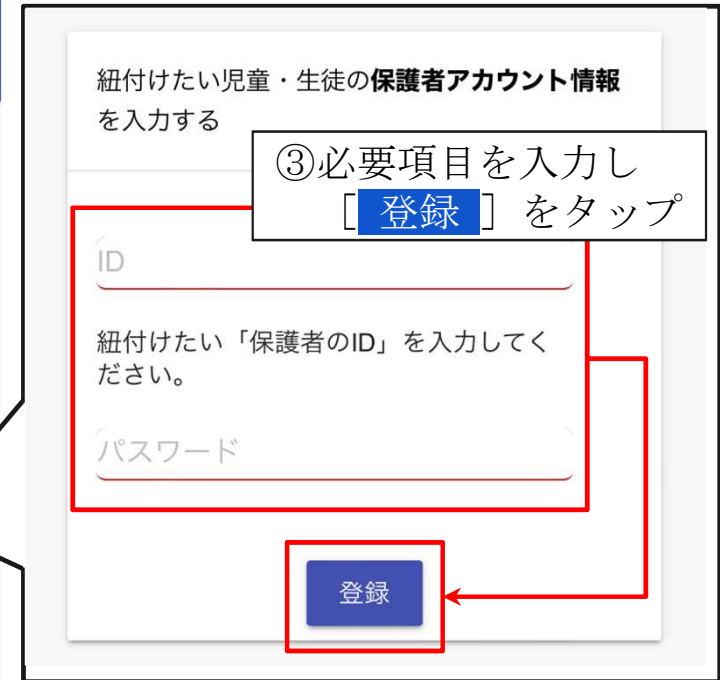 紐付けたい児童・生徒の保護者アカウント情報
を入力する
③必要項目を入力し
［ 登録 ］をタップ
ID
紐付けたい「保護者のID」を入力してく
ださい。
パスワード
登録